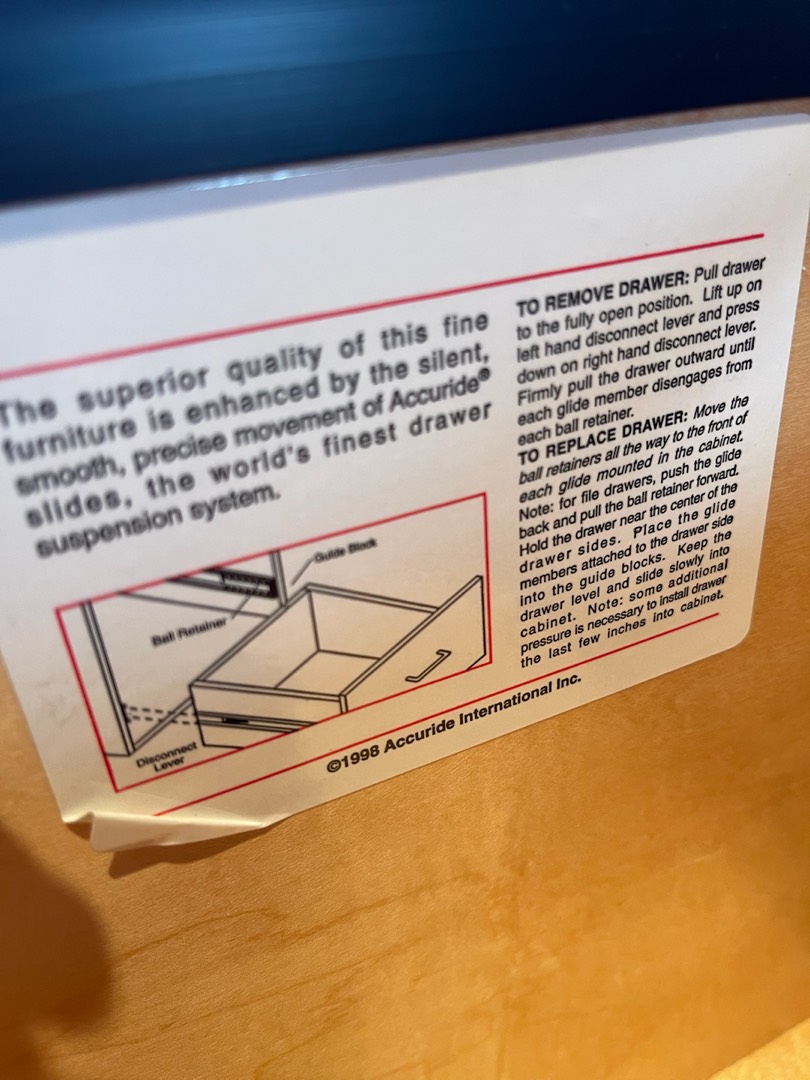 The superior quality of this fine
furniture is enhanced by the silent,
smooth, precise movement of Accuride®
slides, the world's finest drawer
suspension system.
Guide Block
Ball Retainer
Disconnect
Lever
TO REMOVE DRAWER: Pull drawer
to the fully open position. Lift up on
left hand disconnect lever and press
down on right hand disconnect lever.
Firmly pull the drawer outward until
each glide member disengages from
each ball retainer.
TO REPLACE DRAWER: Move the
ball retainers all the way to the front of
each glide mounted in the cabinet.
Note: for file drawers, push the glide
back and pull the ball retainer forward.
Hold the drawer near the center of the
drawer sides. Place the glide
members attached to the drawer side
into the guide blocks. Keep the
drawer level and slide slowly into
cabinet. Note: some additional
pressure is necessary to install drawer
the last few inches into cabinet.
©1998 Accuride International Inc.